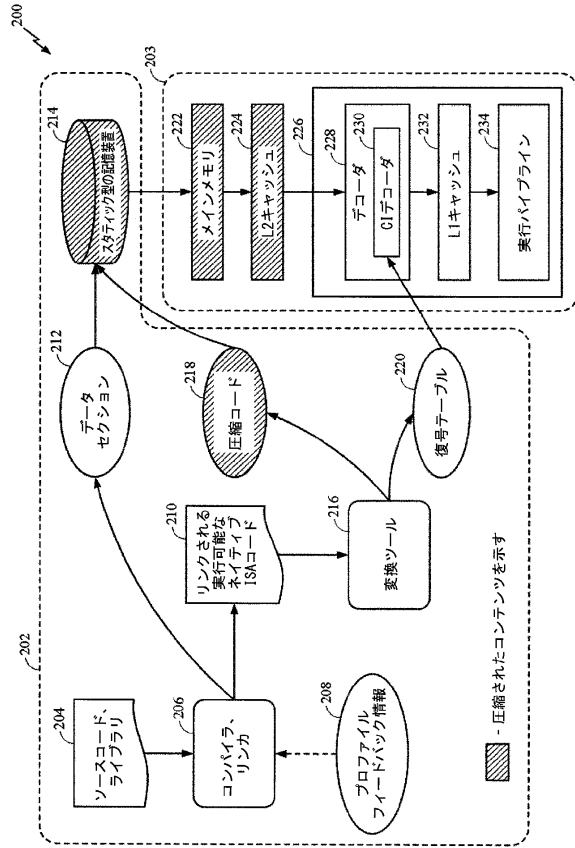 200
202
203
204
ソースコード、
ライブラリ
206
コンパイラ、
リンカ
208
プロファイル
フィードバック情報
210
リンクされる
実行可能な
ネイティブ
ISAコード
212
データ
セクション
214
スタティック型の記憶装置
216
変換ツール
218
圧縮コード
220
復号テーブル
222
メインメモリ
224
L2キャッシュ
226
228
デコーダ
230
CIデコーダ
232
L1キャッシュ
234
実行パイプライン
- 圧縮されたコンテンツを示す